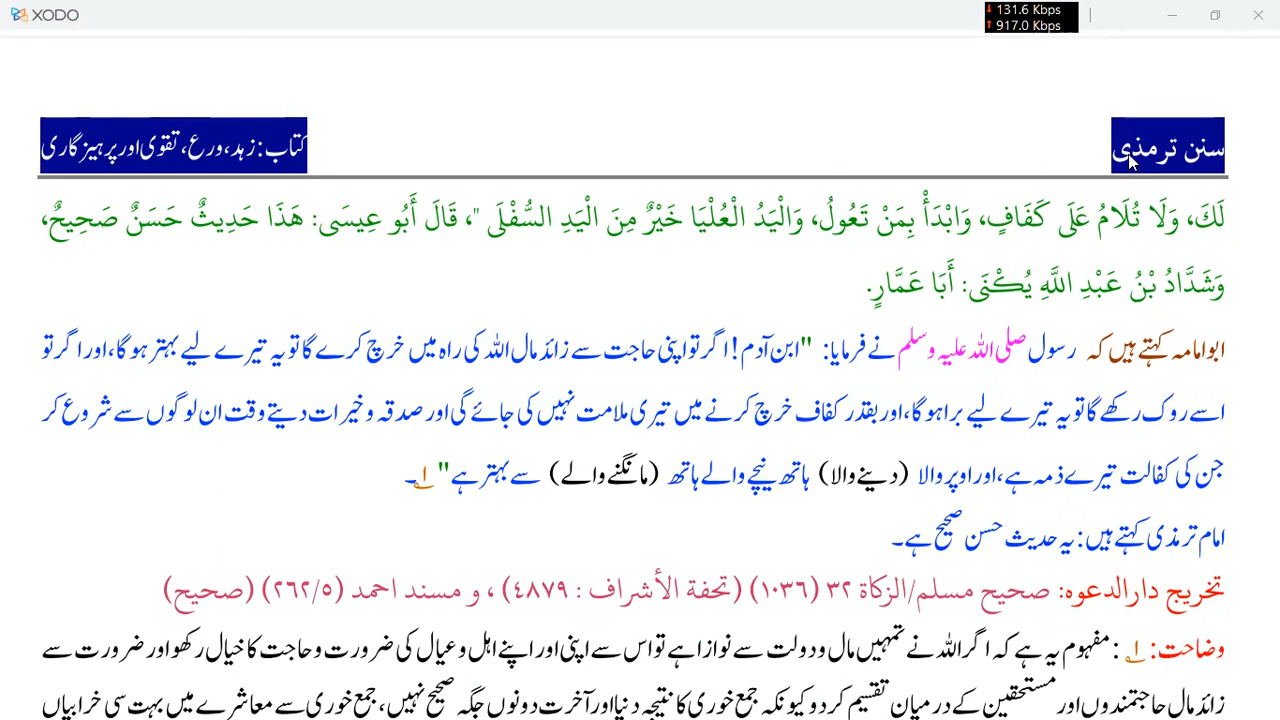 XODO
131.6 Kbps
917.0 Kbps
سنن ترمذی
کتاب: زہد، ورع، تقوی اور پرہیزگاری
لَكَ، وَلَا تُلَامُ عَلَى كَفَافٍ، وَابْدَأْ بِمَنْ تَعُولُ، وَالْيَدُ الْعُلْيَا خَيْرٌ مِنَ الْيَدِ السُّفْلَى "، قَالَ أَبُو عِيسَى: هَذَا حَدِيثٌ حَسَنٌ صَحِيحٌ،
وَشَدَّادُ بْنُ عَبْدِ اللَّهِ يُكْنَى: أَبَا عَمَّارٍ.
ابوامامہ کہتے ہیں کہ رسول صلی اللہ علیہ وسلم نے فرمایا: "ابن آدم! اگر تو اپنی حاجت سے زائد مال اللہ کی راہ میں خرچ کرے گا تو یہ تیرے لیے بہتر ہو گا، اور اگر تو
اسے روک رکھے گا تو یہ تیرے لیے برا ہو گا، اور بقدر کفاف خرچ کرنے میں تیری ملامت نہیں کی جائے گی اور صدقہ و خیرات دیتے وقت ان لوگوں سے شروع کر
جن کی کفالت تیرے ذمہ ہے، اور اوپر والا (دینے والا) ہاتھ نیچے والے ہاتھ (مانگنے والے) سے بہتر ہے" ۱؎۔
امام ترمذی کہتے ہیں: یہ حدیث حسن صحیح ہے۔
تخریج دارالدعوہ: صحیح مسلم/الزکاة ۳۲ (۱۰۳۶) (تحفة الأشراف : ۴۸۷۹) ، و مسند احمد (۲۶۲/۵) (صحیح)
وضاحت: ۱؎ : مفہوم یہ ہے کہ اگر اللہ نے تمہیں مال و دولت سے نوازا ہے تو اس سے اپنی اور اپنے اہل و عیال کی ضرورت و حاجت کا خیال رکھو اور ضرورت سے
زائد مال حاجتمندوں اور مستحقین کے درمیان تقسیم کر دو کیونکہ جمع خوری کا نتیجہ دنیا اور آخرت دونوں جگہ صحیح نہیں، جمع خوری سے معاشرے میں بہت سی خرابیاں